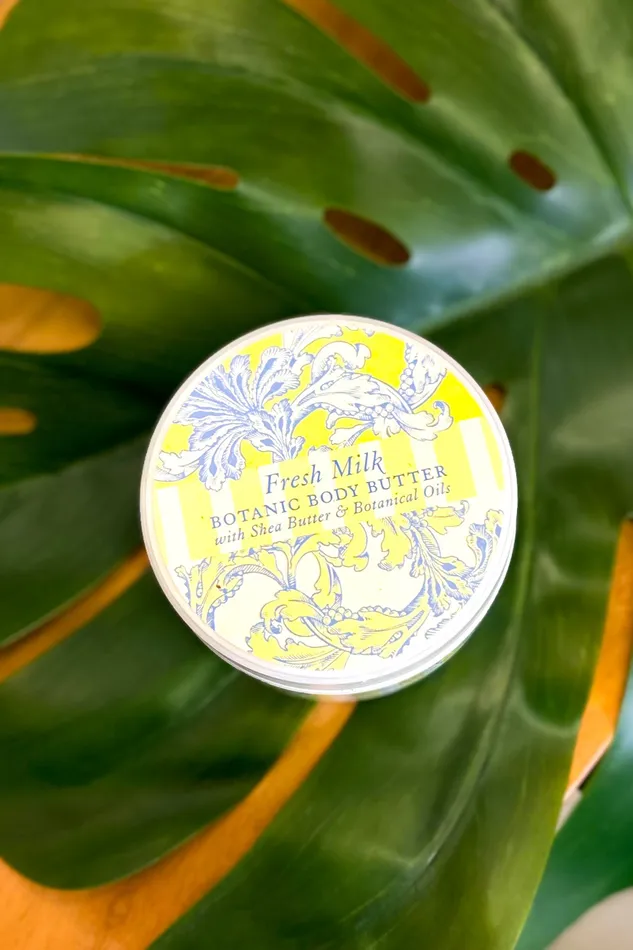 Fresh Milk
BOTANIC BODY BUTTER
with Shea Butter & Botanical Oils